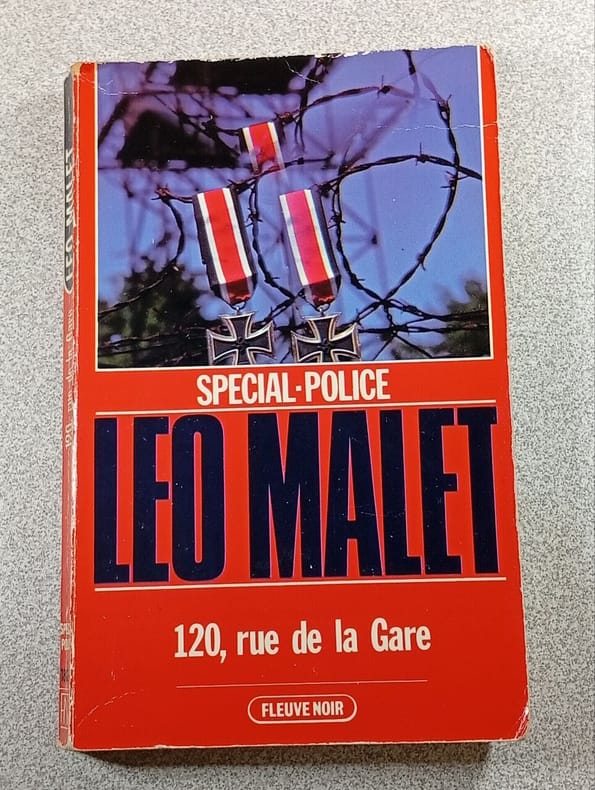 SPECIAL-POLICE
LEO MALET
120, rue de la Gare
FLEUVE NOIR